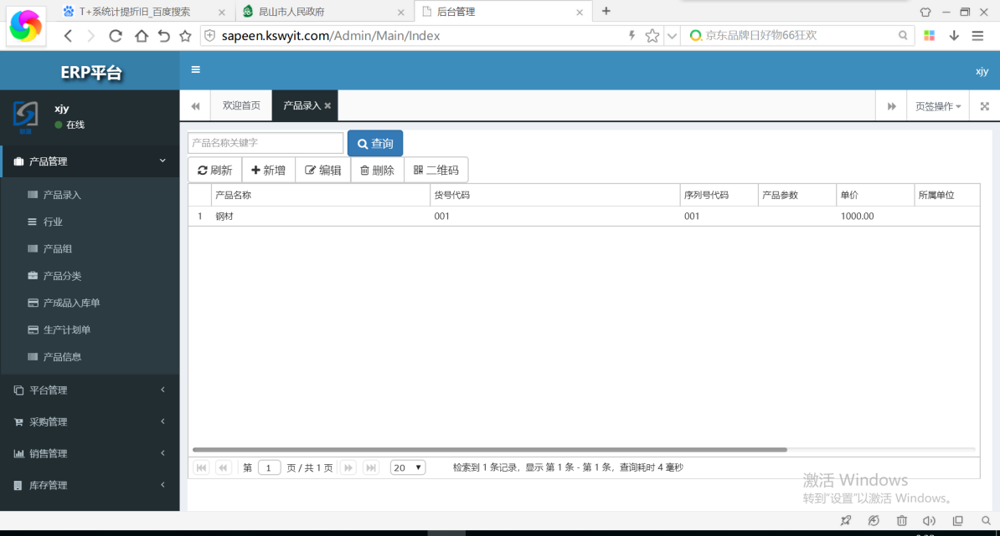 T+系统计提折旧_百度搜索
昆山市人民政府
后台管理
sapeen.kswyit.com/Admin/Main/Index
京东品牌日好物66狂欢
ERP平台
xjy
xjy
在线
欢迎首页
产品录入
页签操作
产品管理
产品录入
行业
产品组
产品分类
产成品入库单
生产计划单
产品信息
平台管理
采购管理
销售管理
库存管理
产品名称关键字
查询
刷新
新增
编辑
删除
二维码
产品名称 货号代码 序列号代码 产品参数 单价 所属单位
1 钢材 001 001 1000.00
第 1 页 / 共 1 页
20
检索到 1 条记录，显示 第 1 条 - 第 1 条，查询耗时 4 毫秒
激活 Windows
转到"设置"以激活 Windows。